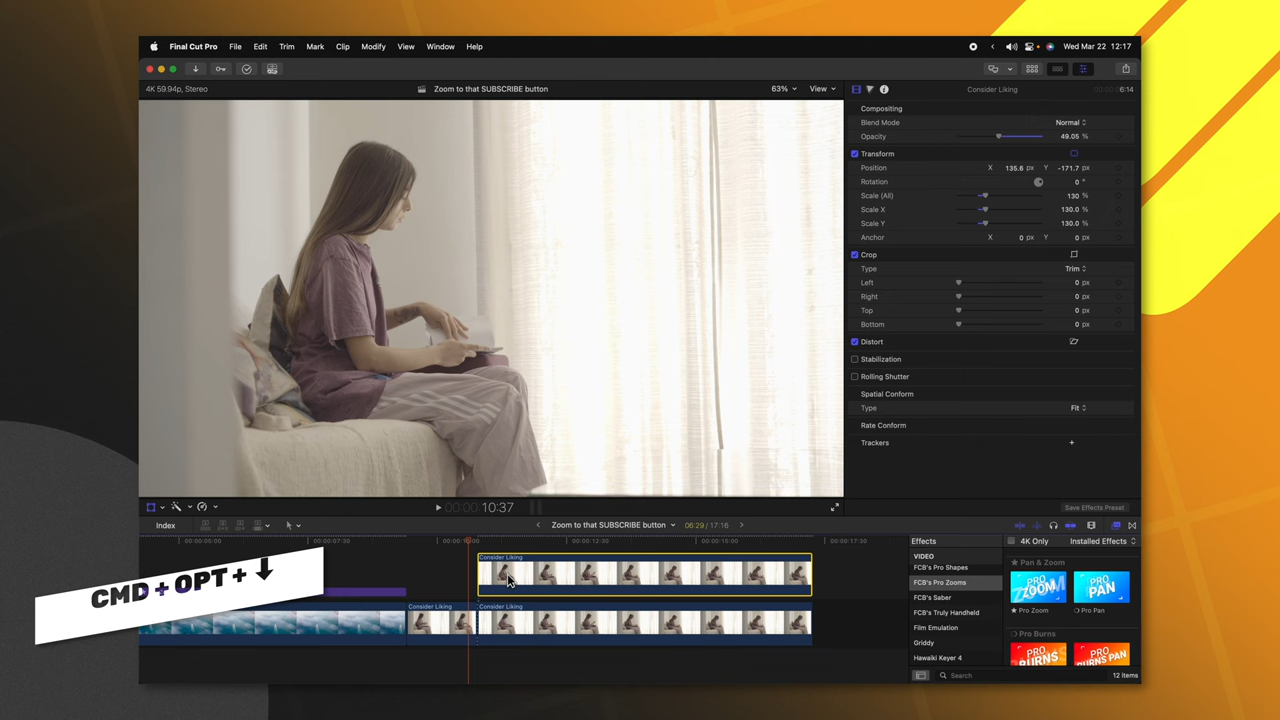 Final Cut Pro File Edit Trim Mark Clip Modify View Window Help
Wed Mar 22 12:17
4K 59.94p, Stereo
Zoom to that SUBSCRIBE button
63%
View
Consider Liking
6:14
Compositing
Blend Mode Normal
Opacity 49.05 %
Transform
Position X 135.6 px Y -171.7 px
Rotation 0 °
Scale (All) 130 %
Scale X 130.0 %
Scale Y 130.0 %
Anchor X 0 px Y 0 px
Crop
Type Trim
Left 0 px
Right 0 px
Top 0 px
Bottom 0 px
Distort
Stabilization
Rolling Shutter
Spatial Conform
Type Fit
Rate Conform
Trackers +
00:00:10:37
Save Effects Preset
Index
Zoom to that SUBSCRIBE button
06:29 / 17:16
Effects
4K Only
Installed Effects
00:00:05:00 00:00:07:30 00:00:10:00 00:00:12:30 00:00:15:00 00:00:17:30
VIDEO
FCB's Pro Shapes
FCB's Pro Zooms
FCB's Saber
FCB's Truly Handheld
Film Emulation
Griddy
Hawaiki Keyer 4
Pan & Zoom
PRO ZOOM
PRO PAN
Pro Zoom
Pro Pan
Pro Burns
PRO BURNS
PRO BURNS PAN
Search
12 items
Consider Liking
Consider Liking
Consider Liking
CMD + OPT + ↓